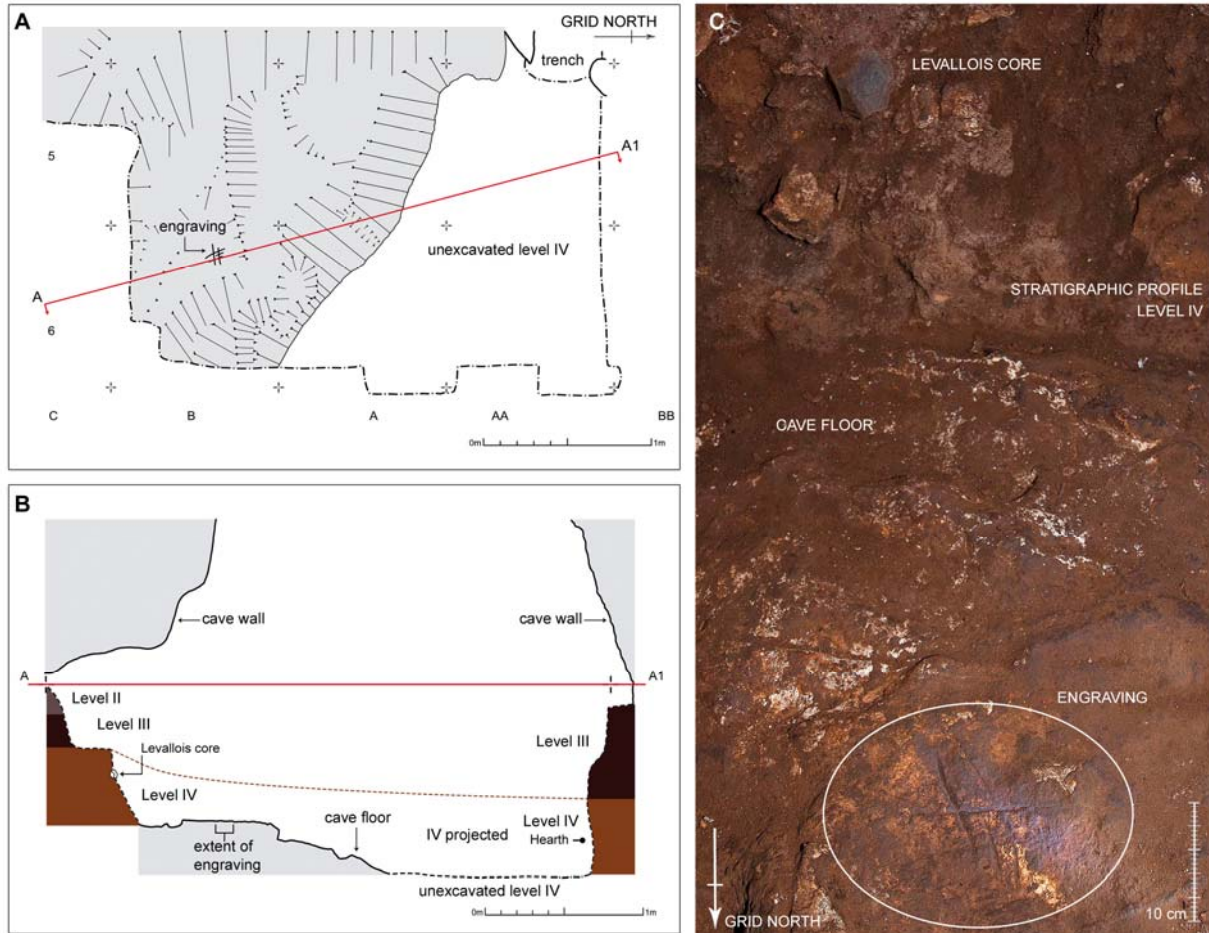 A
GRID NORTH
trench
5
A1
engraving
unexcavated level IV
A
6
C
B
A
AA
BB
0m
1m
B
cave wall
cave wall
A
A1
Level II
Level III
Level III
Levallois core
Level IV
cave floor
IV projected
Level IV
Hearth
extent of
engraving
unexcavated level IV
0m
1m
C
LEVALLOIS CORE
STRATIGRAPHIC PROFILE
LEVEL IV
CAVE FLOOR
ENGRAVING
GRID NORTH
10 cm